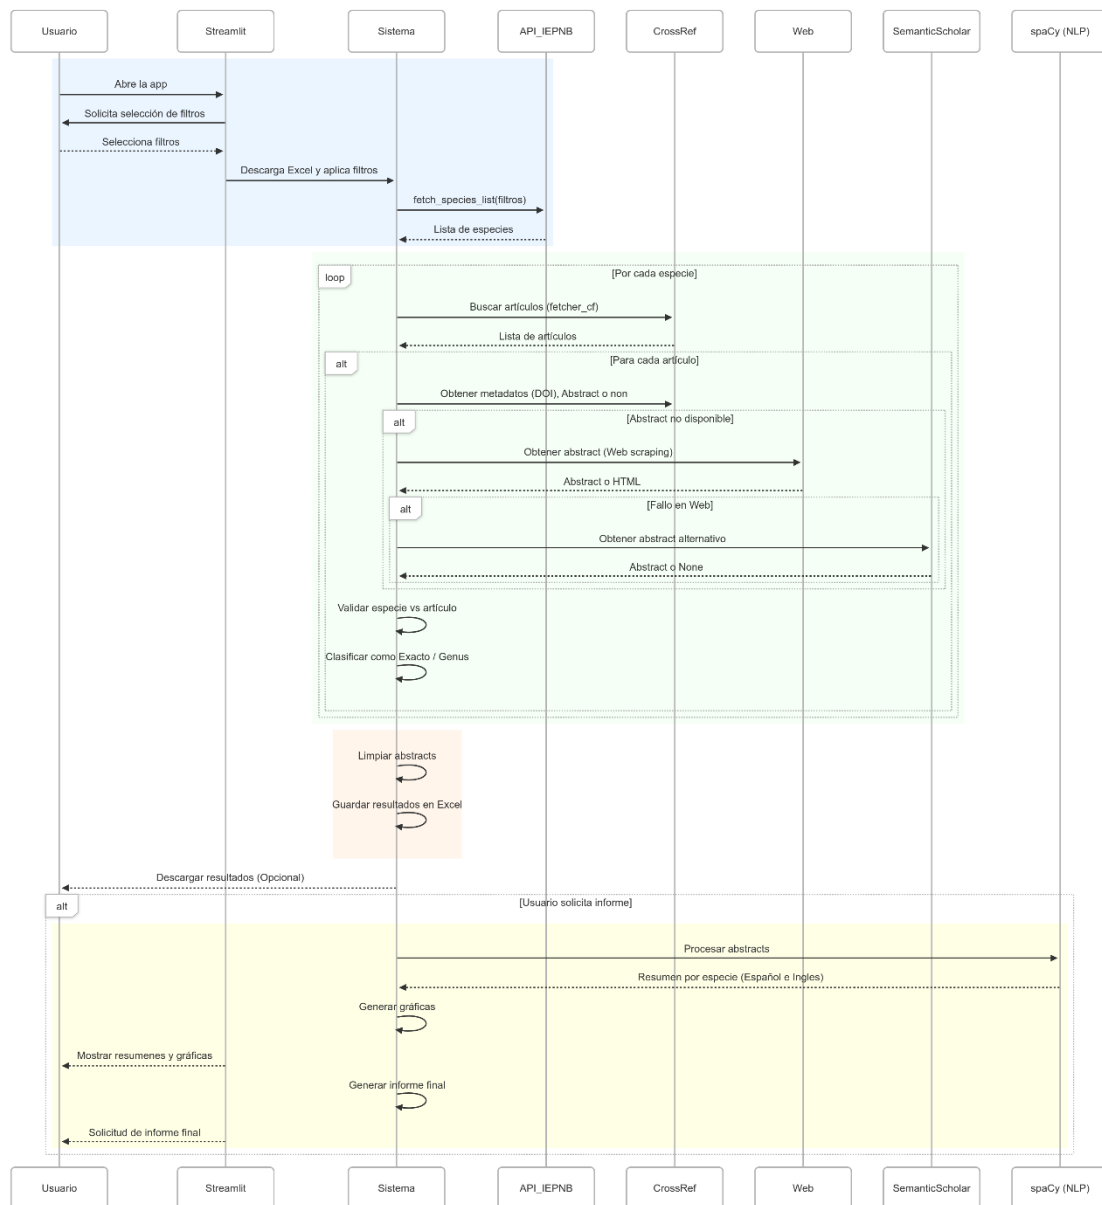 Usuario
Streamlit
Sistema
API_IEPNB
CrossRef
Web
SemanticScholar
spaCy (NLP)
Abre la app
Solicita selección de filtros
Selecciona filtros
Descarga Excel y aplica filtros
fetch_species_list(filtros)
Lista de especies
loop
[Por cada especie]
Buscar artículos (fetcher_cf)
Lista de artículos
alt
[Para cada artículo]
Obtener metadatos (DOI), Abstract o non
alt
[Abstract no disponible]
Obtener abstract (Web scraping)
Abstract o HTML
alt
[Fallo en Web]
Obtener abstract alternativo
Abstract o None
Validar especie vs artículo
Clasificar como Exacto / Genus
Limpiar abstracts
Guardar resultados en Excel
Descargar resultados (Opcional)
alt
[Usuario solicita informe]
Procesar abstracts
Resumen por especie (Español e Ingles)
Generar gráficas
Mostrar resumenes y gráficas
Generar informe final
Solicitud de informe final
Usuario
Streamlit
Sistema
API_IEPNB
CrossRef
Web
SemanticScholar
spaCy (NLP)